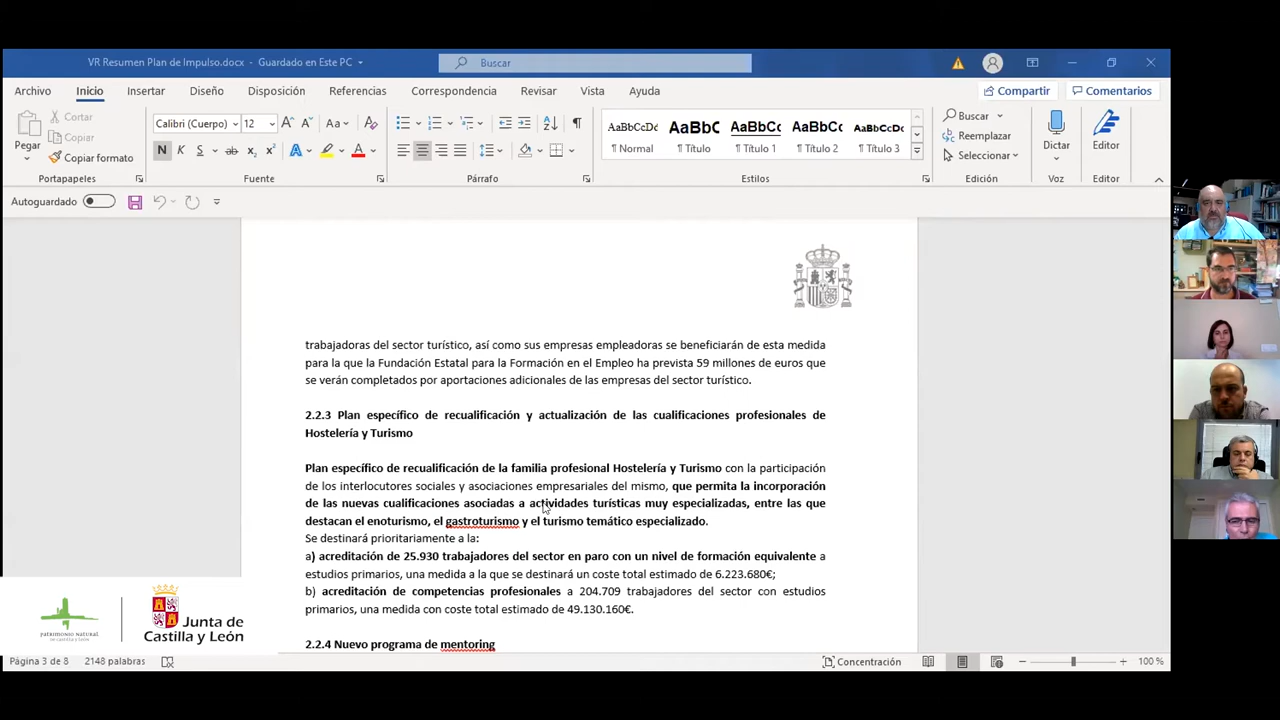 VR Resumen Plan de Impulso.docx - Guardado en Este PC
Buscar
Archivo Inicio Insertar Diseño Disposición Referencias Correspondencia Revisar Vista Ayuda Compartir Comentarios
Pegar
Cortar
Copiar
Copiar formato
Portapapeles
Calibri (Cuerpo) 12
Fuente
Párrafo
AaBbCcDd AaBbC AaBbCc AaBbCc AaBbCcDc
¶ Normal ¶ Título ¶ Título 1 ¶ Título 2 ¶ Título 3
Estilos
Buscar
Reemplazar
Seleccionar
Edición
Dictar
Voz
Editor
Editor
Autoguardado
trabajadoras del sector turístico, así como sus empresas empleadoras se beneficiarán de esta medida
para la que la Fundación Estatal para la Formación en el Empleo ha prevista 59 millones de euros que
se verán completados por aportaciones adicionales de las empresas del sector turístico.
2.2.3 Plan específico de recualificación y actualización de las cualificaciones profesionales de
Hostelería y Turismo
Plan específico de recualificación de la familia profesional Hostelería y Turismo con la participación
de los interlocutores sociales y asociaciones empresariales del mismo, que permita la incorporación
de las nuevas cualificaciones asociadas a actividades turísticas muy especializadas, entre las que
destacan el enoturismo, el gastroturismo y el turismo temático especializado.
Se destinará prioritariamente a la:
a) acreditación de 25.930 trabajadores del sector en paro con un nivel de formación equivalente a
estudios primarios, una medida a la que se destinará un coste total estimado de 6.223.680€;
b) acreditación de competencias profesionales a 204.709 trabajadores del sector con estudios
primarios, una medida con coste total estimado de 49.130.160€.
2.2.4 Nuevo programa de mentoring
PATRIMONIO NATURAL
Junta de
Castilla y León
Página 3 de 8 2148 palabras
Concentración
100 %